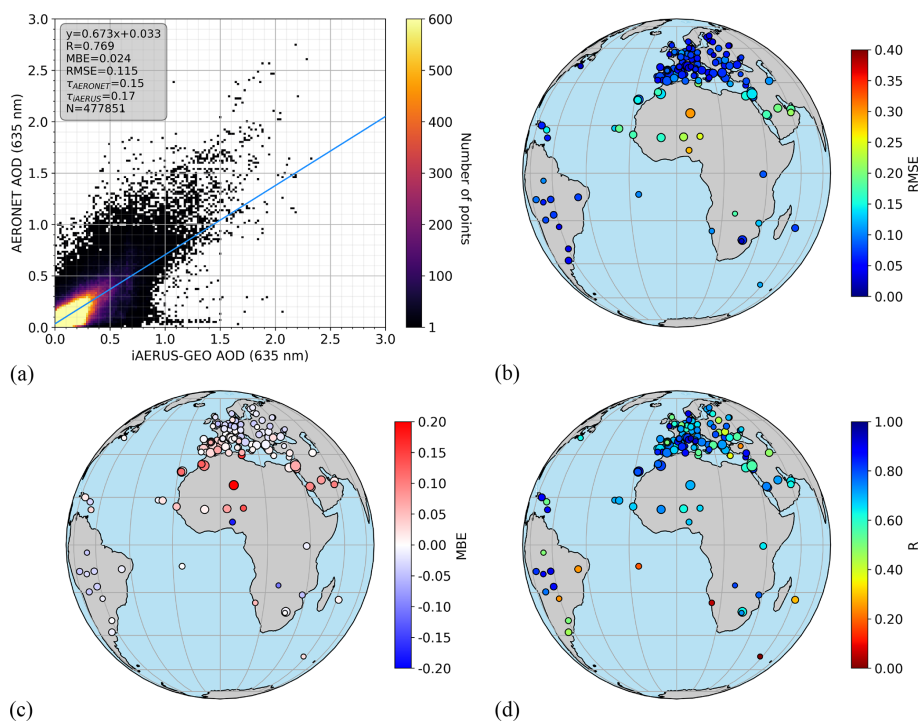 y=0.673x+0.033
R=0.769
MBE=0.024
RMSE=0.115
τAERONET=0.15
τiAERUS=0.17
N=477851
3.0
2.5
2.0
1.5
1.0
0.5
0.0
AERONET AOD (635 nm)
0.0 0.5 1.0 1.5 2.0 2.5 3.0
iAERUS-GEO AOD (635 nm)
600
500
400
300
200
100
1
Number of points
(a)
0.40
0.35
0.30
0.25
0.20
0.15
0.10
0.05
0.00
RMSE
(b)
0.20
0.15
0.10
0.05
0.00
-0.05
-0.10
-0.15
-0.20
MBE
(c)
1.00
0.80
0.60
0.40
0.20
0.00
R
(d)